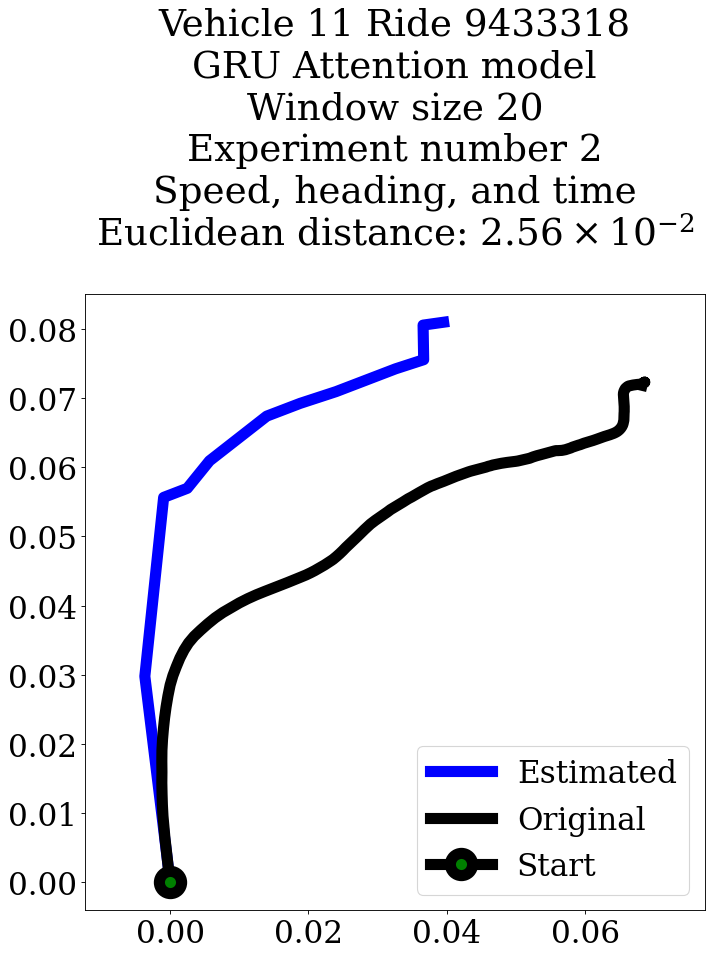 Vehicle 11 Ride 9433318
GRU Attention model
Window size 20
Experiment number 2
Speed, heading, and time
Euclidean distance: 2.56 × 10⁻²
0.08
0.07
0.06
0.05
0.04
0.03
0.02
0.01
0.00
Estimated
Original
Start
0.00 0.02 0.04 0.06